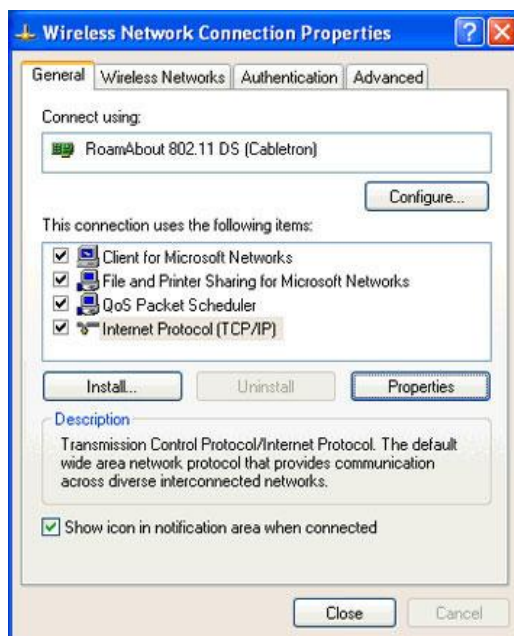 Wireless Network Connection Properties
General Wireless Networks Authentication Advanced
Connect using:
RoamAbout 802.11 DS (Cabletron)
Configure...
This connection uses the following items:
Client for Microsoft Networks
File and Printer Sharing for Microsoft Networks
QoS Packet Scheduler
Internet Protocol (TCP/IP)
Install... Uninstall Properties
Description
Transmission Control Protocol/Internet Protocol. The default
wide area network protocol that provides communication
across diverse interconnected networks.
Show icon in notification area when connected
Close Cancel